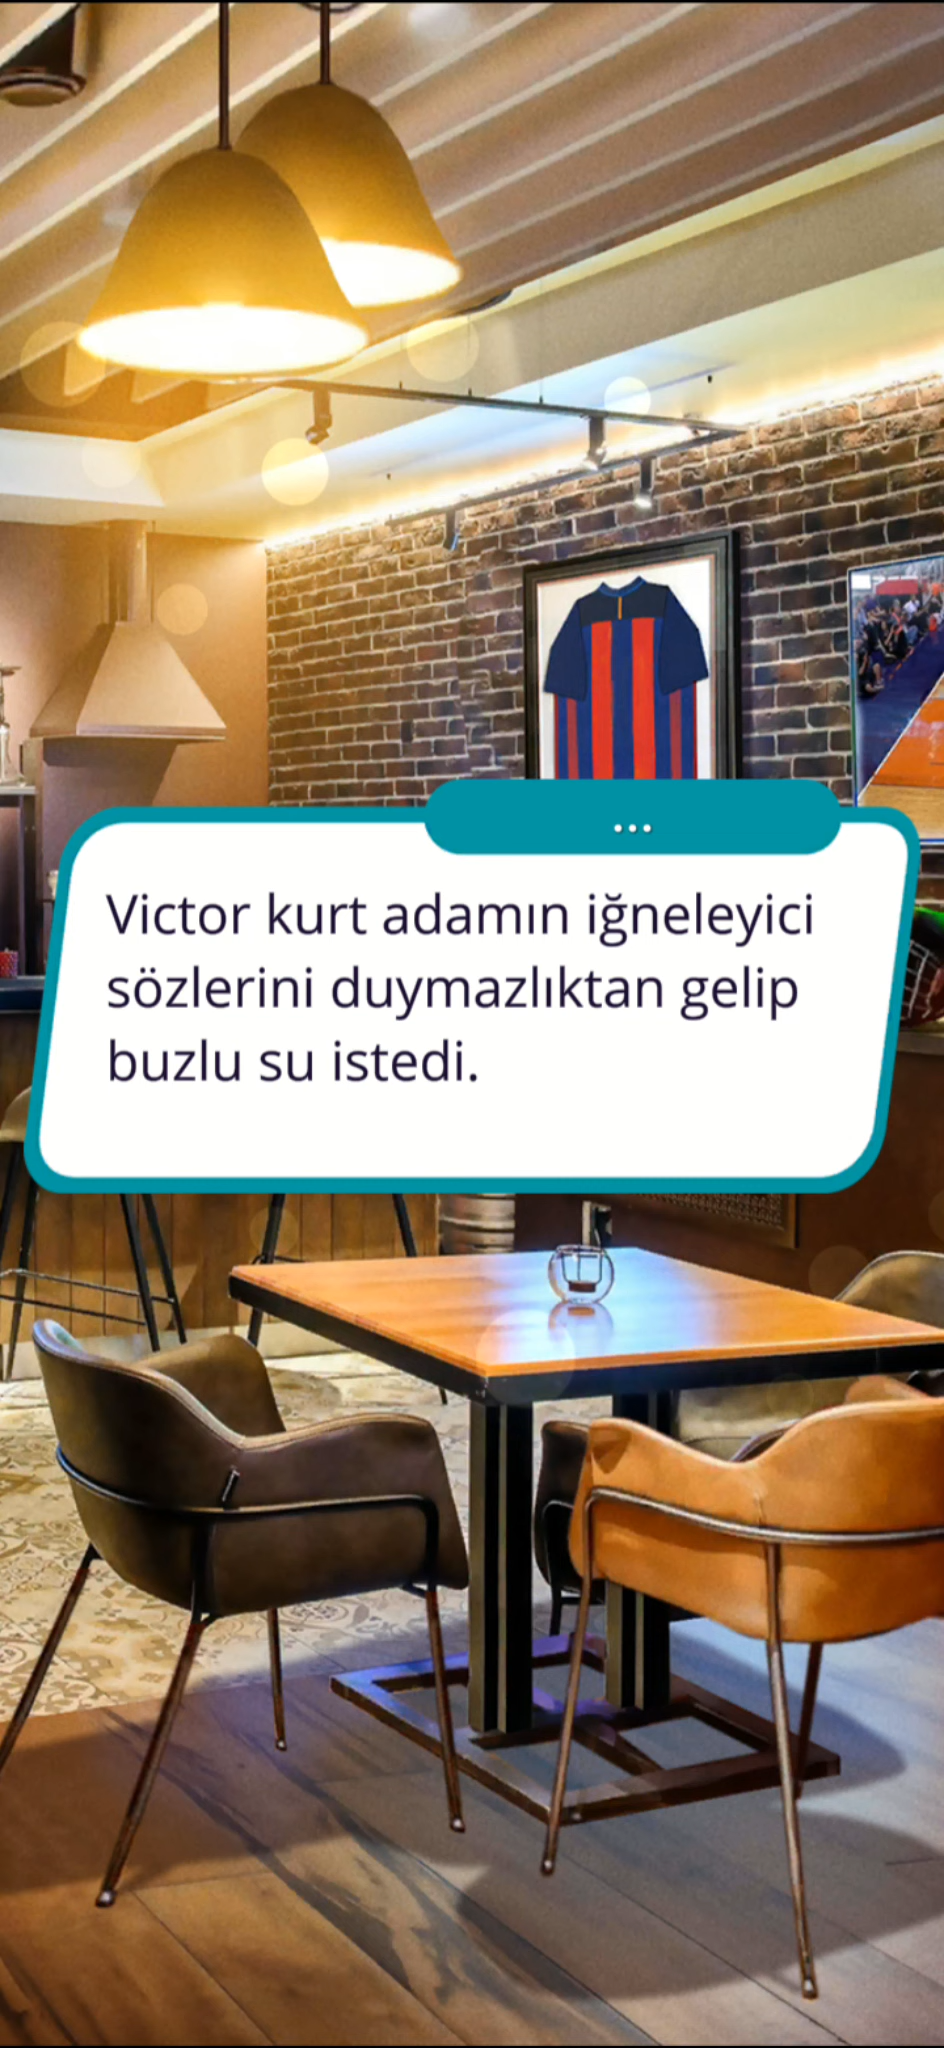 ...
Victor kurt adamın iğneleyici
sözlerini duymazlıktan gelip
buzlu su istedi.